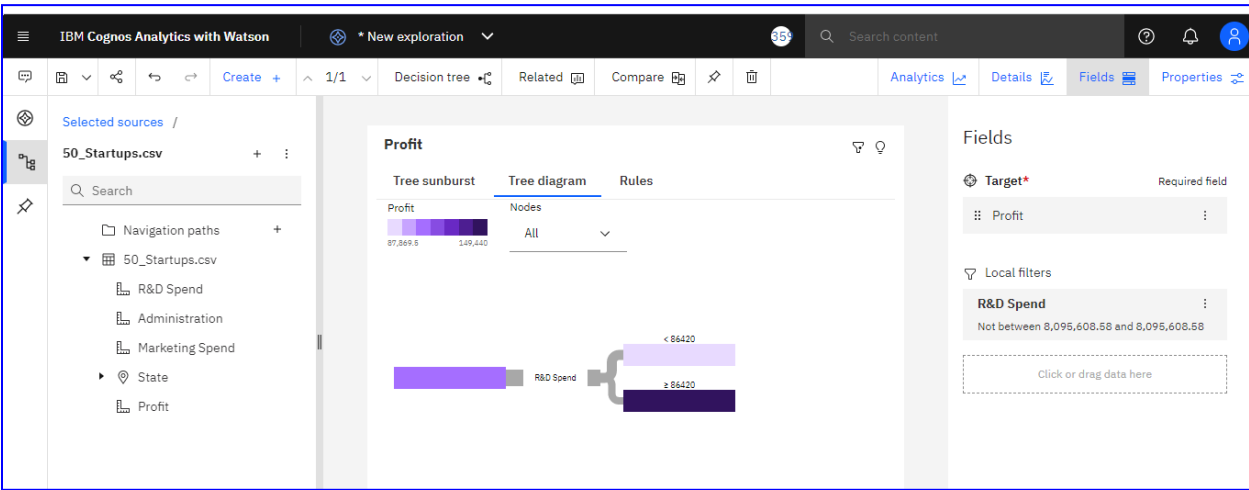 IBM Cognos Analytics with Watson
* New exploration
359
Search content
Create +
1/1
Decision tree
Related
Compare
Analytics
Details
Fields
Properties
Selected sources /
50_Startups.csv
Search
Navigation paths
50_Startups.csv
R&D Spend
Administration
Marketing Spend
State
Profit
Profit
Tree sunburst
Tree diagram
Rules
Profit
87,869.5
149,440
Nodes
All
R&D Spend
< 86420
≥ 86420
Fields
Target*
Required field
Profit
Local filters
R&D Spend
Not between 8,095,608.58 and 8,095,608.58
Click or drag data here